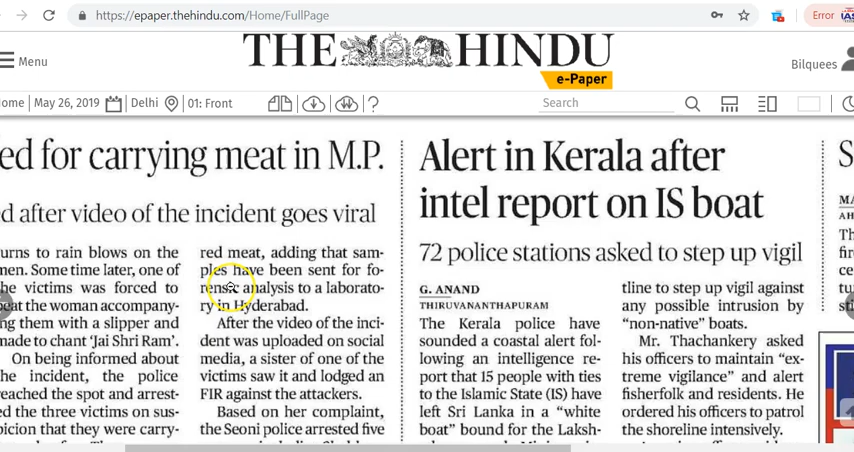 https://epaper.thehindu.com/Home/FullPage
Error
THE HINDU
e-Paper
Menu
Bilquees
ome | May 26, 2019 | Delhi | 01: Front
?
Search
ed for carrying meat in M.P.
d after video of the incident goes viral
urns to rain blows on the
men. Some time later, one of
he victims was forced to
eat the woman accompany-
ng them with a slipper and
made to chant ‘Jai Shri Ram’.
On being informed about
he incident, the police
eached the spot and arrest-
ed the three victims on sus-
picion that they were carry-
red meat, adding that sam-
ples have been sent for fo-
rensic analysis to a laborato-
ry in Hyderabad.
After the video of the inci-
dent was uploaded on social
media, a sister of one of the
victims saw it and lodged an
FIR against the attackers.
Based on her complaint,
the Seoni police arrested five
Alert in Kerala after
intel report on IS boat
72 police stations asked to step up vigil
G. ANAND
THIRUVANANTHAPURAM
The Kerala police have
sounded a coastal alert fol-
lowing an intelligence re-
port that 15 people with ties
to the Islamic State (IS) have
left Sri Lanka in a “white
boat” bound for the Laksh-
tline to step up vigil against
any possible intrusion by
“non-native” boats.
Mr. Thachankery asked
his officers to maintain “ex-
treme vigilance” and alert
fisherfolk and residents. He
ordered his officers to patrol
the shoreline intensively.
S
MA
AH
Th
fir
ce
tu